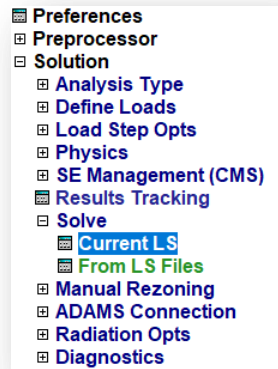 Preferences
Preprocessor
Solution
Analysis Type
Define Loads
Load Step Opts
Physics
SE Management (CMS)
Results Tracking
Solve
Current LS
From LS Files
Manual Rezoning
ADAMS Connection
Radiation Opts
Diagnostics